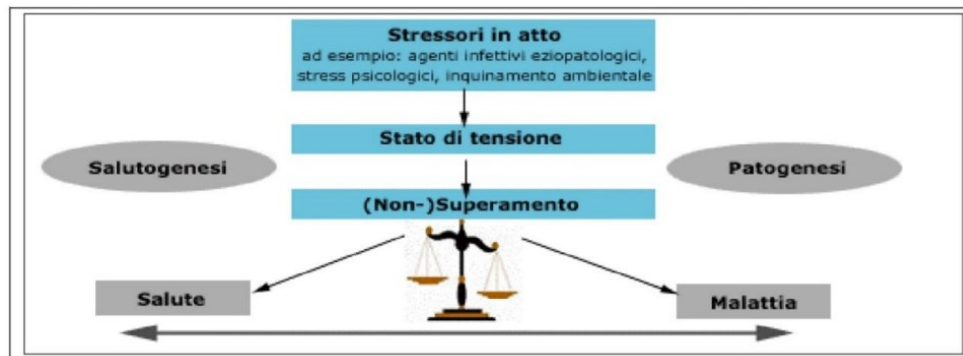 Stressori in atto
ad esempio: agenti infettivi eziopatologici,
stress psicologici, inquinamento ambientale
Stato di tensione
Salutogenesi
Patogenesi
(Non-)Superamento
Salute
Malattia